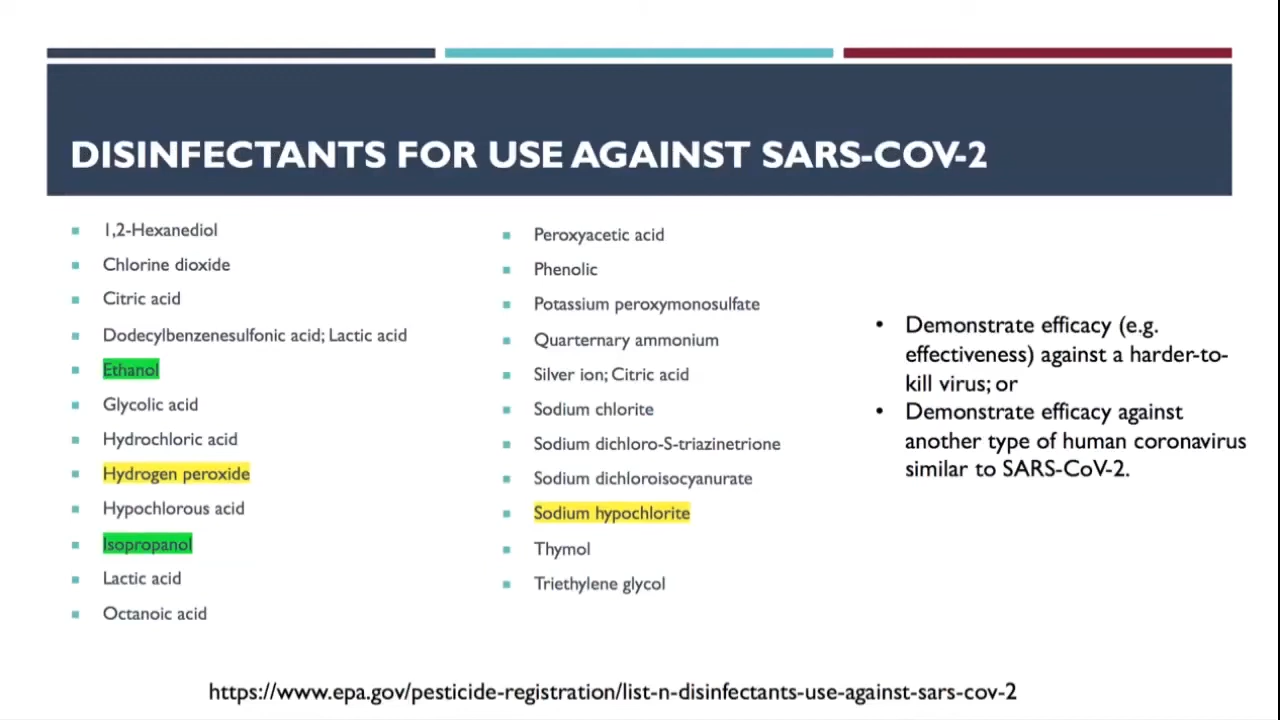 DISINFECTANTS FOR USE AGAINST SARS-COV-2
1,2-Hexanediol
Chlorine dioxide
Citric acid
Dodecylbenzenesulfonic acid; Lactic acid
Ethanol
Glycolic acid
Hydrochloric acid
Hydrogen peroxide
Hypochlorous acid
Isopropanol
Lactic acid
Octanoic acid
Peroxyacetic acid
Phenolic
Potassium peroxymonosulfate
Quarternary ammonium
Silver ion; Citric acid
Sodium chlorite
Sodium dichloro-S-triazinetrione
Sodium dichloroisocyanurate
Sodium hypochlorite
Thymol
Triethylene glycol
• Demonstrate efficacy (e.g.
effectiveness) against a harder-to-
kill virus; or
• Demonstrate efficacy against
another type of human coronavirus
similar to SARS-CoV-2.
https://www.epa.gov/pesticide-registration/list-n-disinfectants-use-against-sars-cov-2